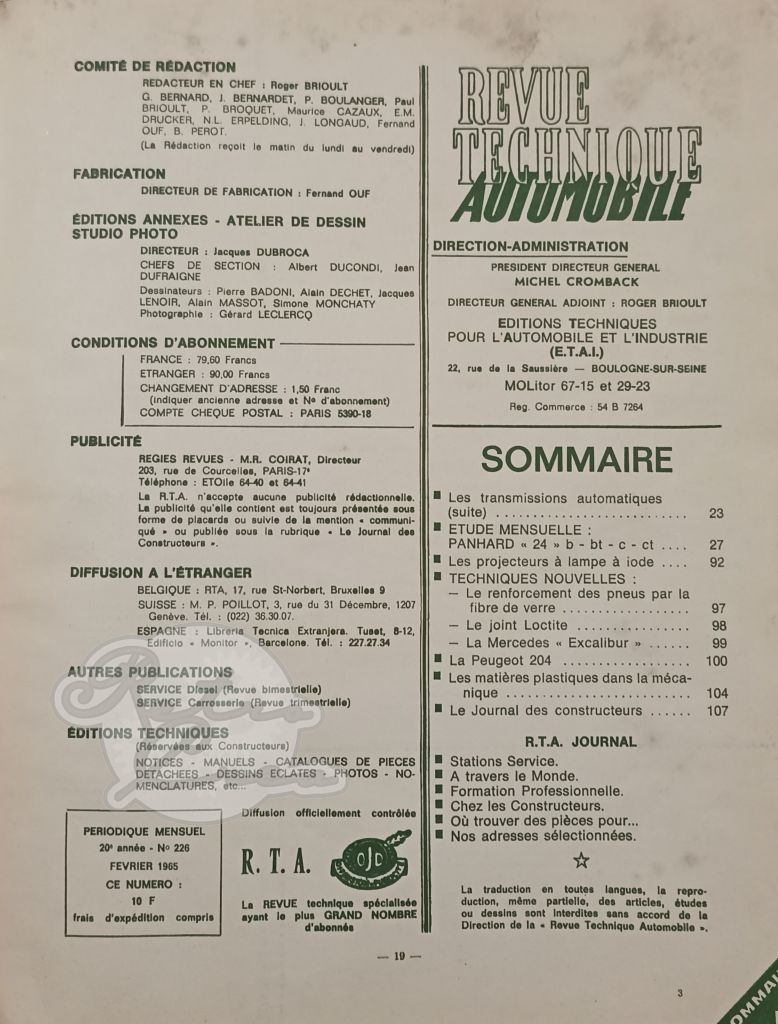 COMITÉ DE RÉDACTION
REDACTEUR EN CHEF : Roger BRIOULT
G. BERNARD, J. BERNARDET, P. BOULANGER, Paul
BRIOULT, P. BROQUET, Maurice CAZAUX, E.M.
DRUCKER, N.L. ERPELDING, J. LONGAUD, Fernand
OUF, B. PEROT.
(La Rédaction reçoit le matin du lundi au vendredi)
FABRICATION
DIRECTEUR DE FABRICATION : Fernand OUF
ÉDITIONS ANNEXES - ATELIER DE DESSIN
STUDIO PHOTO
DIRECTEUR : Jacques DUBROCA
CHEFS DE SECTION : Albert DUCONDI, Jean
DUFRAIGNE
Dessinateurs : Pierre BADONI, Alain DECHET, Jacques
LENOIR, Alain MASSOT, Simone MONCHATY
Photographie : Gérard LECLERCQ
CONDITIONS D'ABONNEMENT
FRANCE : 79,60 Francs
ETRANGER : 90,00 Francs
CHANGEMENT D'ADRESSE : 1,50 Franc
(indiquer ancienne adresse et Nº d'abonnement)
COMPTE CHEQUE POSTAL : PARIS 5390-18
PUBLICITÉ
REGIES REVUES - M.R. COIRAT, Directeur
203, rue de Courcelles, PARIS-17e
Téléphone : ETOile 64-40 et 64-41
La R.T.A. n'accepte aucune publicité rédactionnelle.
La publicité qu'elle contient est toujours présentée sous
forme de placards ou suivie de la mention « communi-
qué » ou publiée sous la rubrique « Le Journal des
Constructeurs ».
DIFFUSION A L'ÉTRANGER
BELGIQUE : RTA, 17, rue St-Norbert, Bruxelles 9
SUISSE : M. P. POILLOT, 3, rue du 31 Décembre, 1207
Genève. Tél. : (022) 36.30.07.
ESPAGNE : Libreria Tecnica Extranjera. Tuset, 8-12,
Edificio « Monitor », Barcelone. Tél. : 227.27.34
AUTRES PUBLICATIONS
SERVICE Diesel (Revue bimestrielle)
SERVICE Carrosserie (Revue trimestrielle)
ÉDITIONS TECHNIQUES
(Réservées aux Constructeurs)
NOTICES - MANUELS - CATALOGUES DE PIECES
DETACHEES - DESSINS ECLATES - PHOTOS - NO-
MENCLATURES, etc...
PERIODIQUE MENSUEL
20e année - Nº 226
FEVRIER 1965
CE NUMERO :
10 F
frais d'expédition compris
Diffusion officiellement contrôlée
R. T. A.
OJD
La REVUE technique spécialisée
ayant le plus GRAND NOMBRE
d'abonnés
REVUE
TECHNIQUE
AUTOMOBILE
DIRECTION-ADMINISTRATION
PRESIDENT DIRECTEUR GENERAL
MICHEL CROMBACK
DIRECTEUR GENERAL ADJOINT : ROGER BRIOULT
EDITIONS TECHNIQUES
POUR L'AUTOMOBILE ET L'INDUSTRIE
(E.T.A.I.)
22, rue de la Saussière — BOULOGNE-SUR-SEINE
MOLitor 67-15 et 29-23
Reg. Commerce : 54 B 7264
SOMMAIRE
■ Les transmissions automatiques
(suite) .......................... 23
■ ETUDE MENSUELLE :
PANHARD « 24 » b - bt - c - ct .... 27
■ Les projecteurs à lampe à iode .... 92
■ TECHNIQUES NOUVELLES :
— Le renforcement des pneus par la
fibre de verre ................. 97
— Le joint Loctite ............... 98
— La Mercedes « Excalibur » ...... 99
■ La Peugeot 204 ................. 100
■ Les matières plastiques dans la méca-
nique ......................... 104
■ Le Journal des constructeurs ...... 107
R.T.A. JOURNAL
■ Stations Service.
■ A travers le Monde.
■ Formation Professionnelle.
■ Chez les Constructeurs.
■ Où trouver des pièces pour...
■ Nos adresses sélectionnées.
☆
La traduction en toutes langues, la repro-
duction, même partielle, des articles, études
ou dessins sont interdites sans accord de la
Direction de la « Revue Technique Automobile ».
— 19 —
3